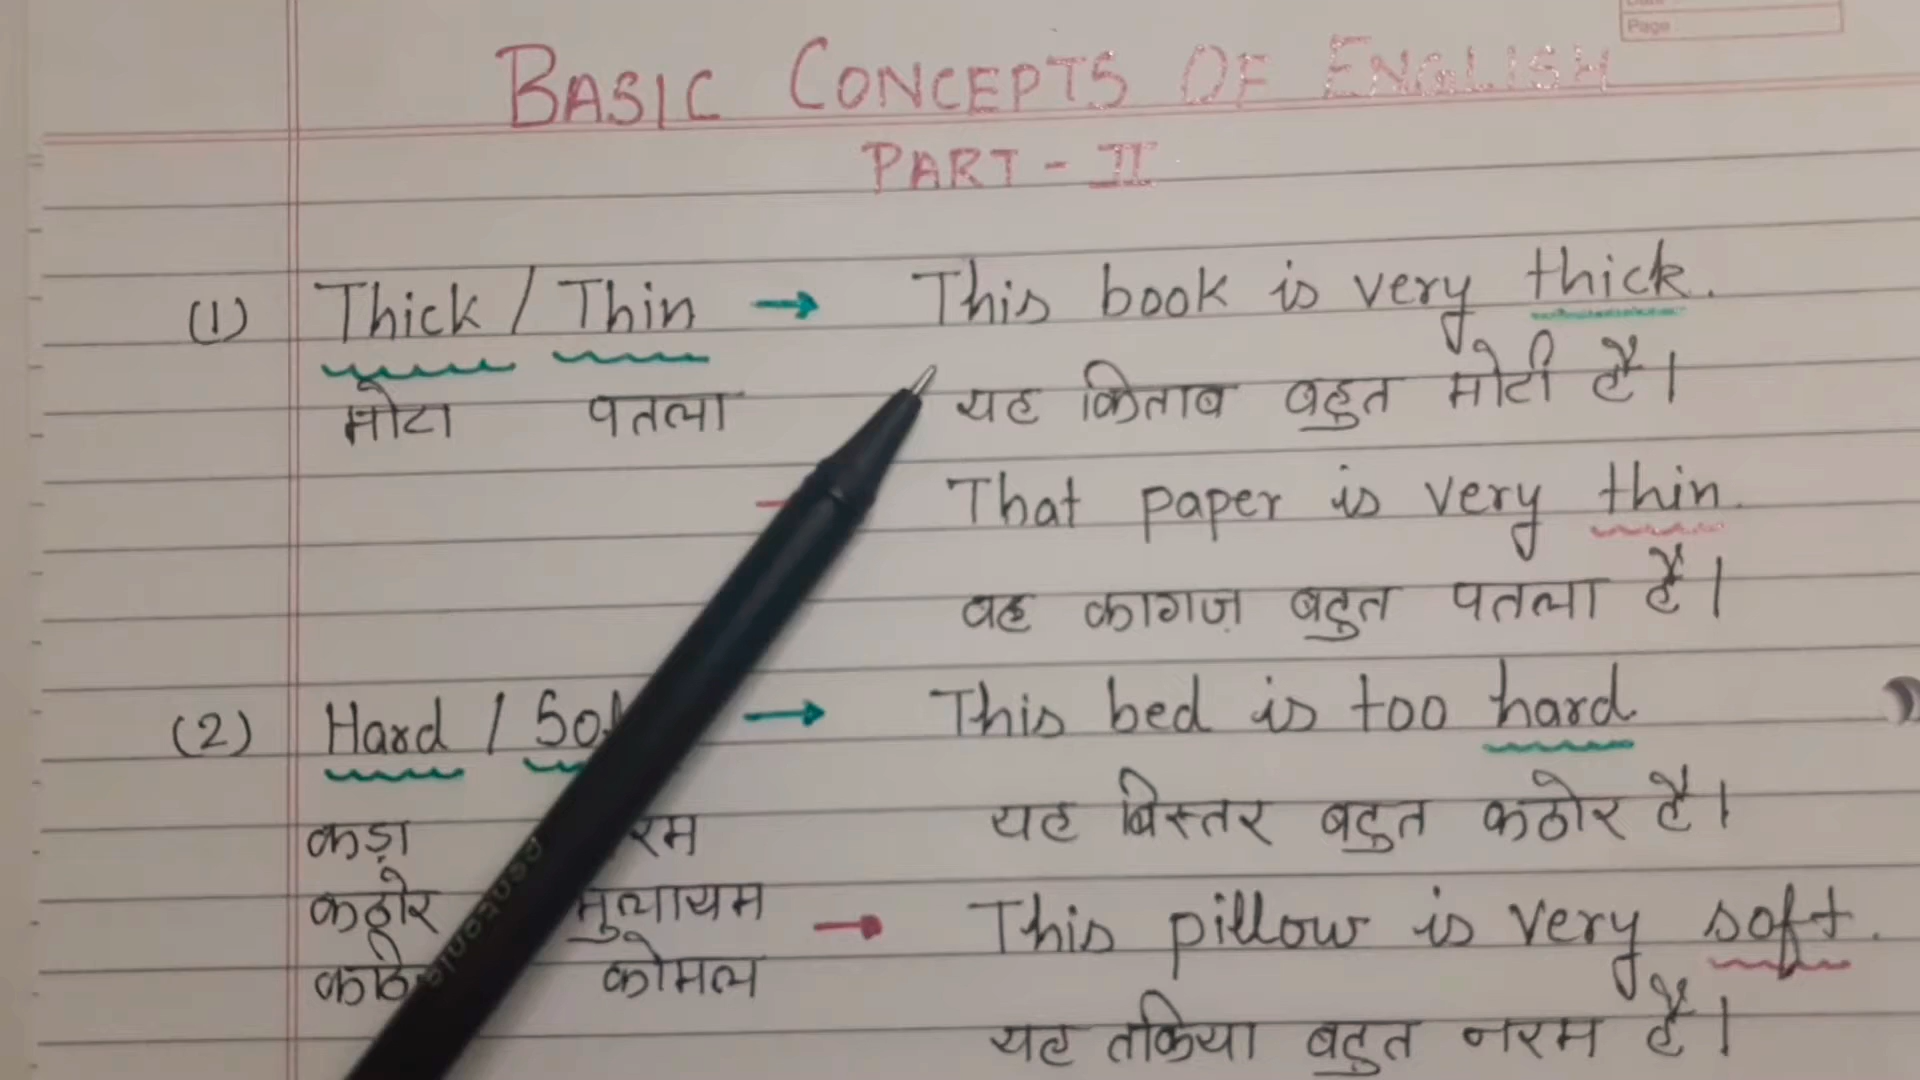 Page
BASIC CONCEPTS OF ENGLISH
PART - II
(1) Thick / Thin → This book is very thick.
मोटा पतला यह किताब बहुत मोटी है।
That paper is very thin.
वह कागज़ बहुत पतला है।
(2) Hard / → This bed is too hard
कड़ा यह बिस्तर बहुत कठोर है।
कठोर मुलायम → This pillow is very soft.
कोमल
यह तकिया बहुत नरम है।